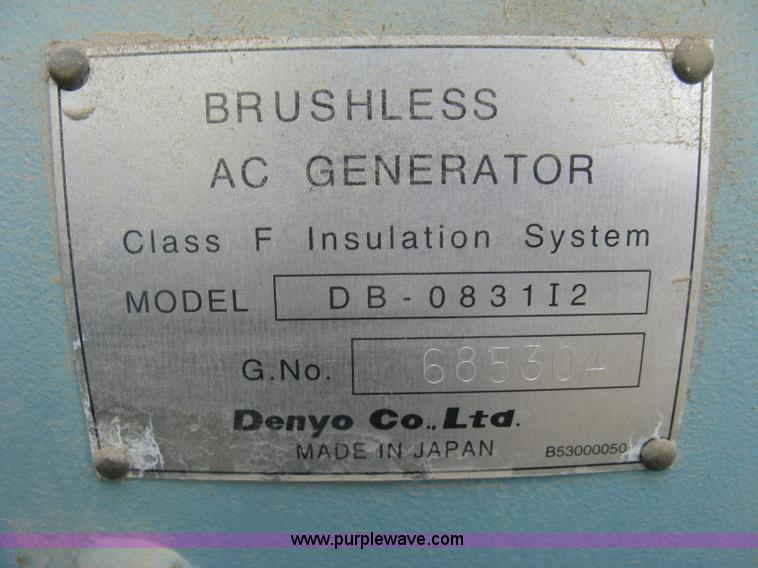 BRUSHLESS
AC GENERATOR
Class F Insulation System
MODEL DB-0831I2
G.No. 685304
Denyo Co., Ltd.
MADE IN JAPAN B53000050
www.purplewave.com